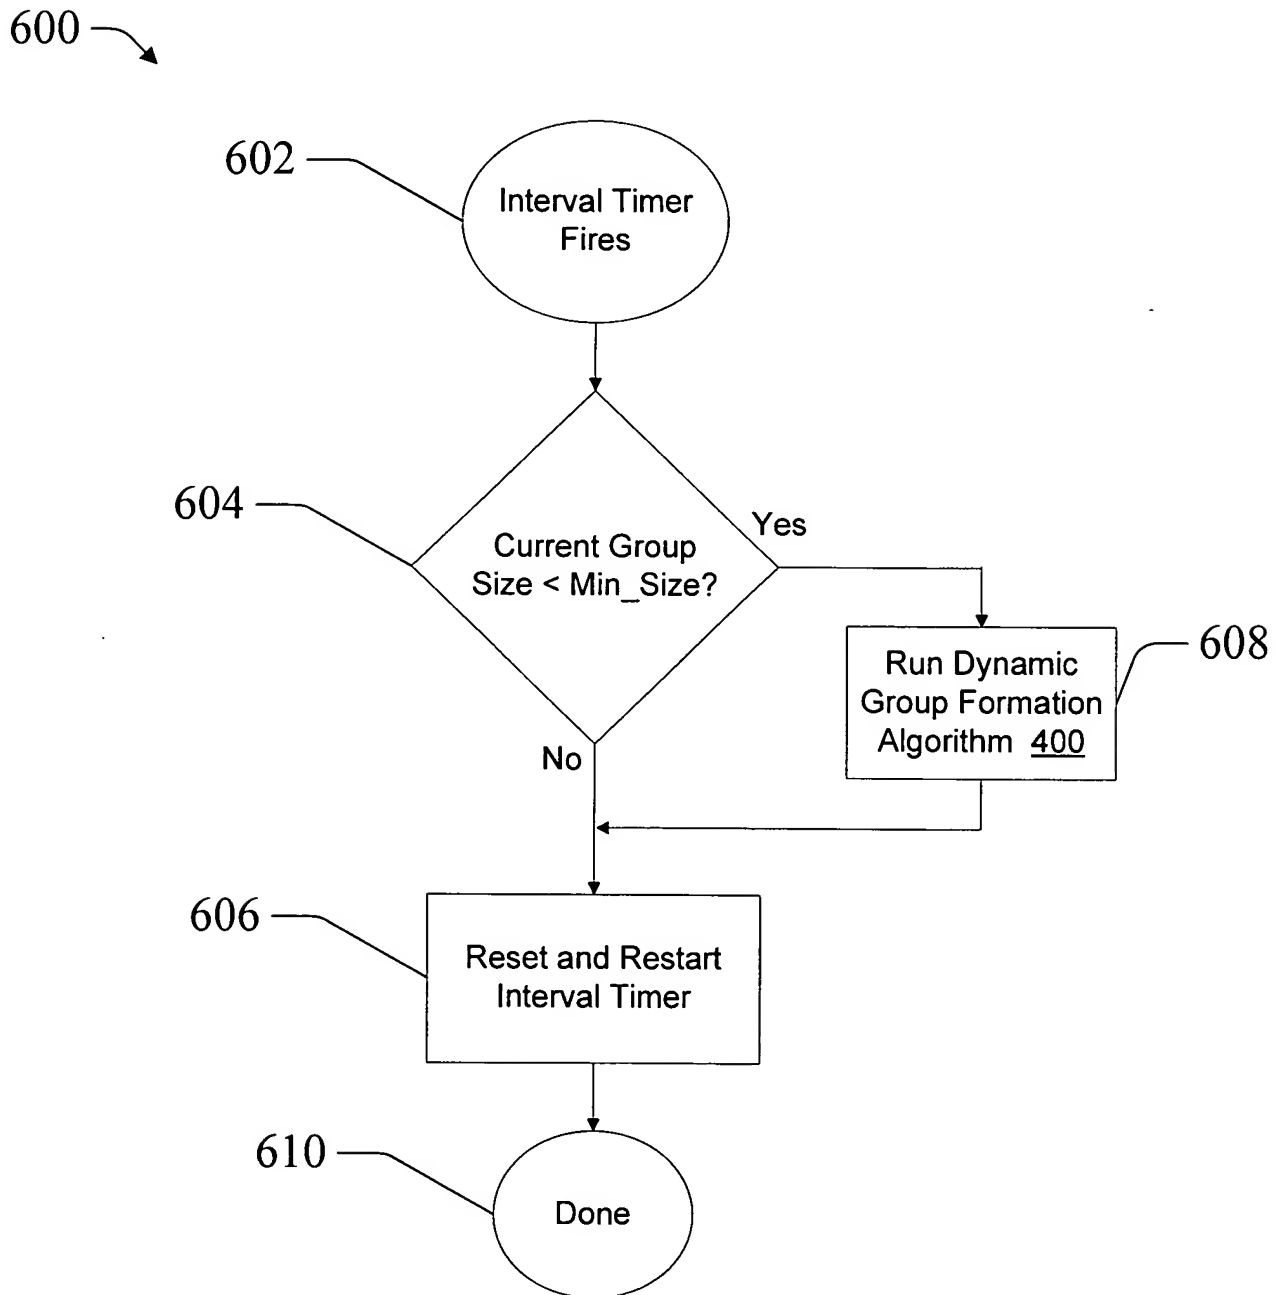 600
602
Interval Timer
Fires
604
Yes
Current Group
Size < Min_Size?
608
Run Dynamic
Group Formation
Algorithm 400
No
606
Reset and Restart
Interval Timer
610
Done